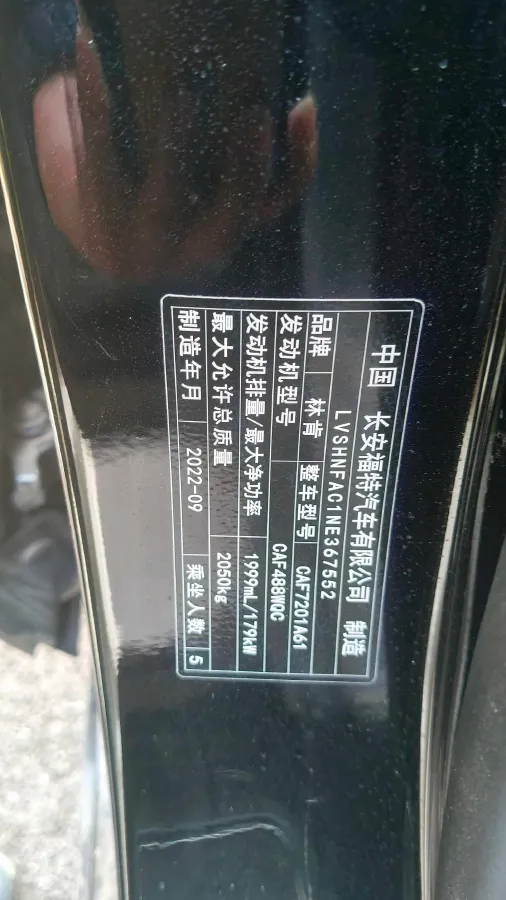 中国 长安福特汽车有限公司 制造
LVSHNFAC1NE367552
品牌 林肯 整车型号 CAF7201A61
发动机型号 CAF488WQC
发动机排量/最大净功率 1999mL/179kW
最大允许总质量 2050kg
制造年月 2022-09 乘坐人数 5